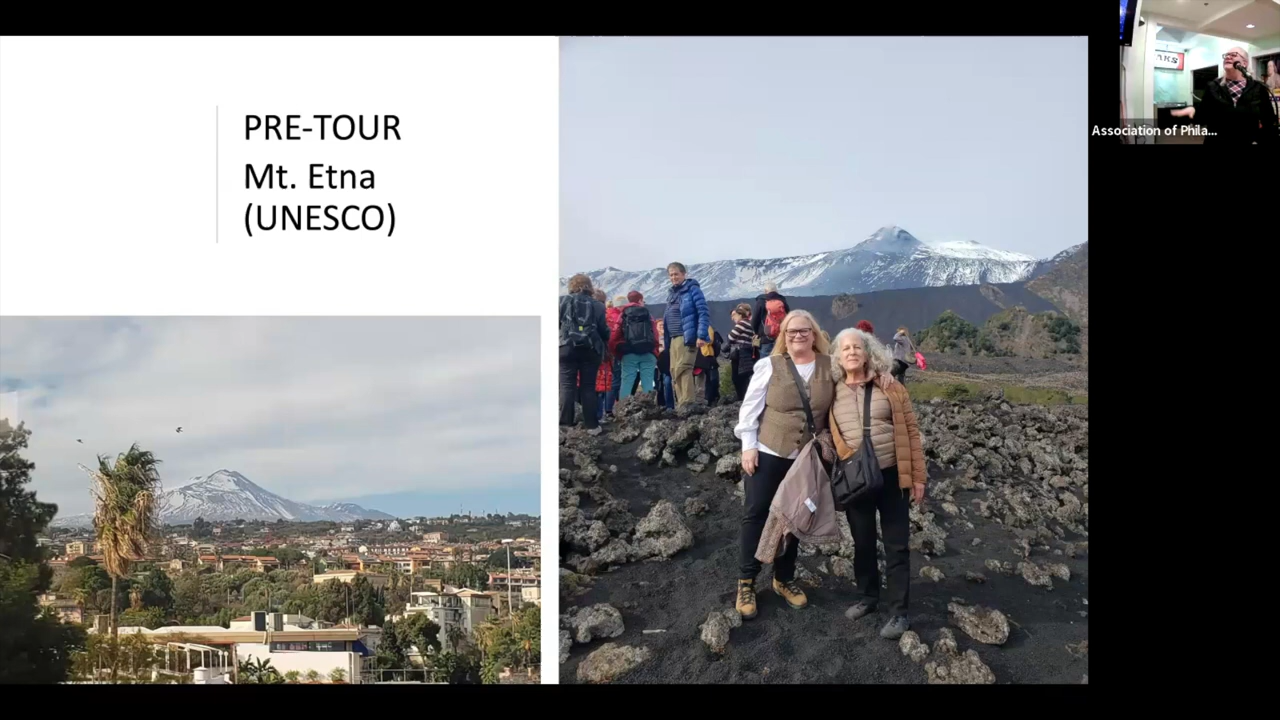 PRE-TOUR
Mt. Etna
(UNESCO)
Association of Phila...